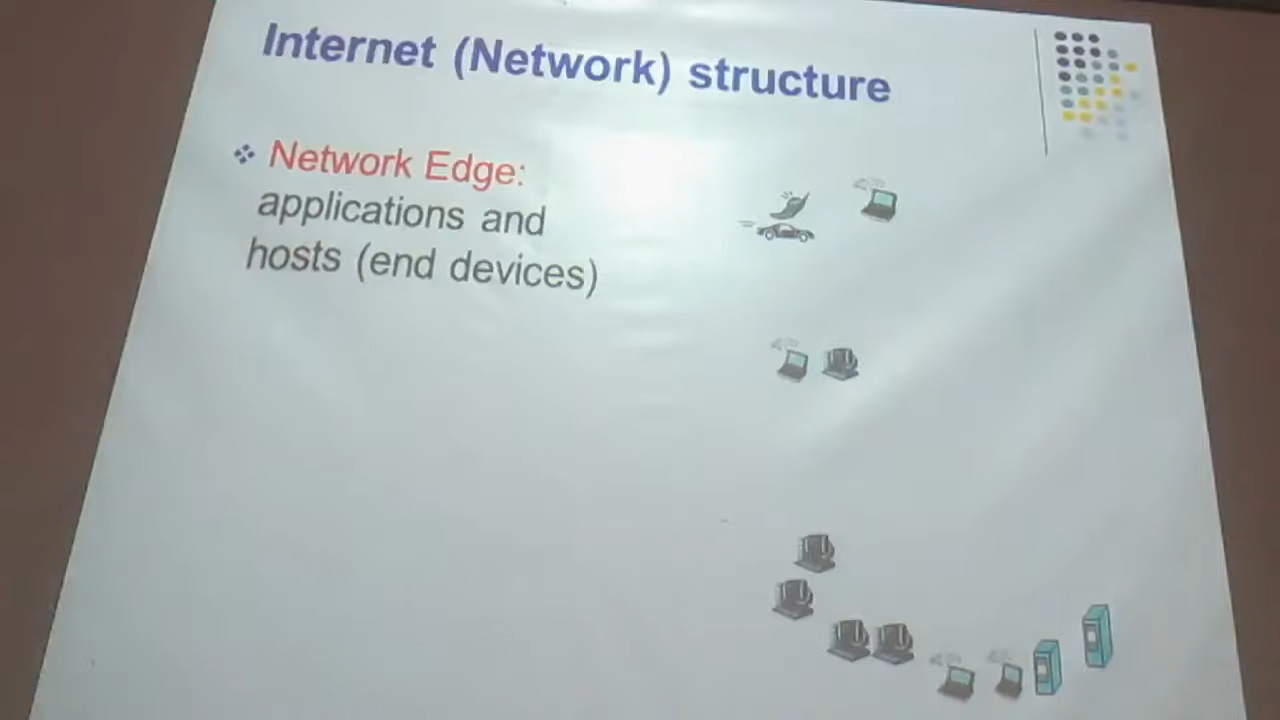 Internet (Network) structure
Network Edge:
applications and
hosts (end devices)